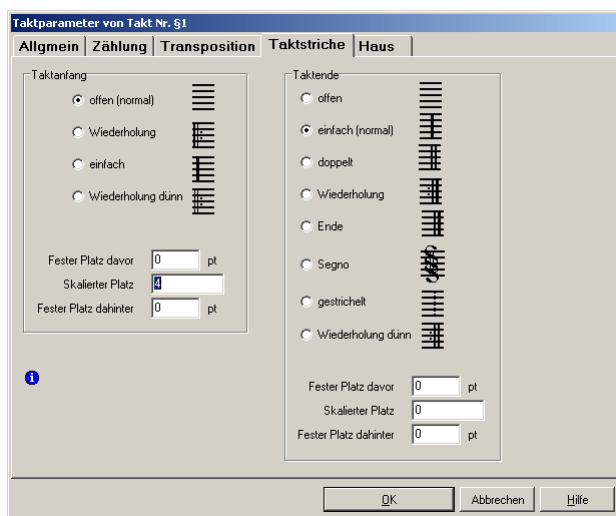 Taktparameter von Takt Nr. §1
Allgmein Zählung Transposition Taktstriche Haus
Taktanfang
offen (normal)
Wiederholung
einfach
Wiederholung dünn
Fester Platz davor 0 pt
Skalierter Platz 4
Fester Platz dahinter 0 pt
Taktende
offen
einfach (normal)
doppelt
Wiederholung
Ende
Segno
gestrichelt
Wiederholung dünn
Fester Platz davor 0 pt
Skalierter Platz 0
Fester Platz dahinter 0 pt
OK Abbrechen Hilfe